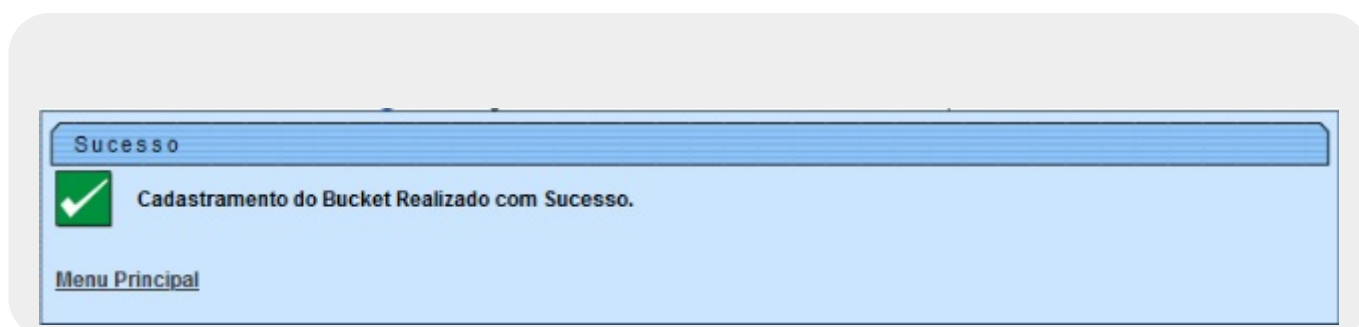 Sucesso
Cadastramento do Bucket Realizado com Sucesso.
Menu Principal